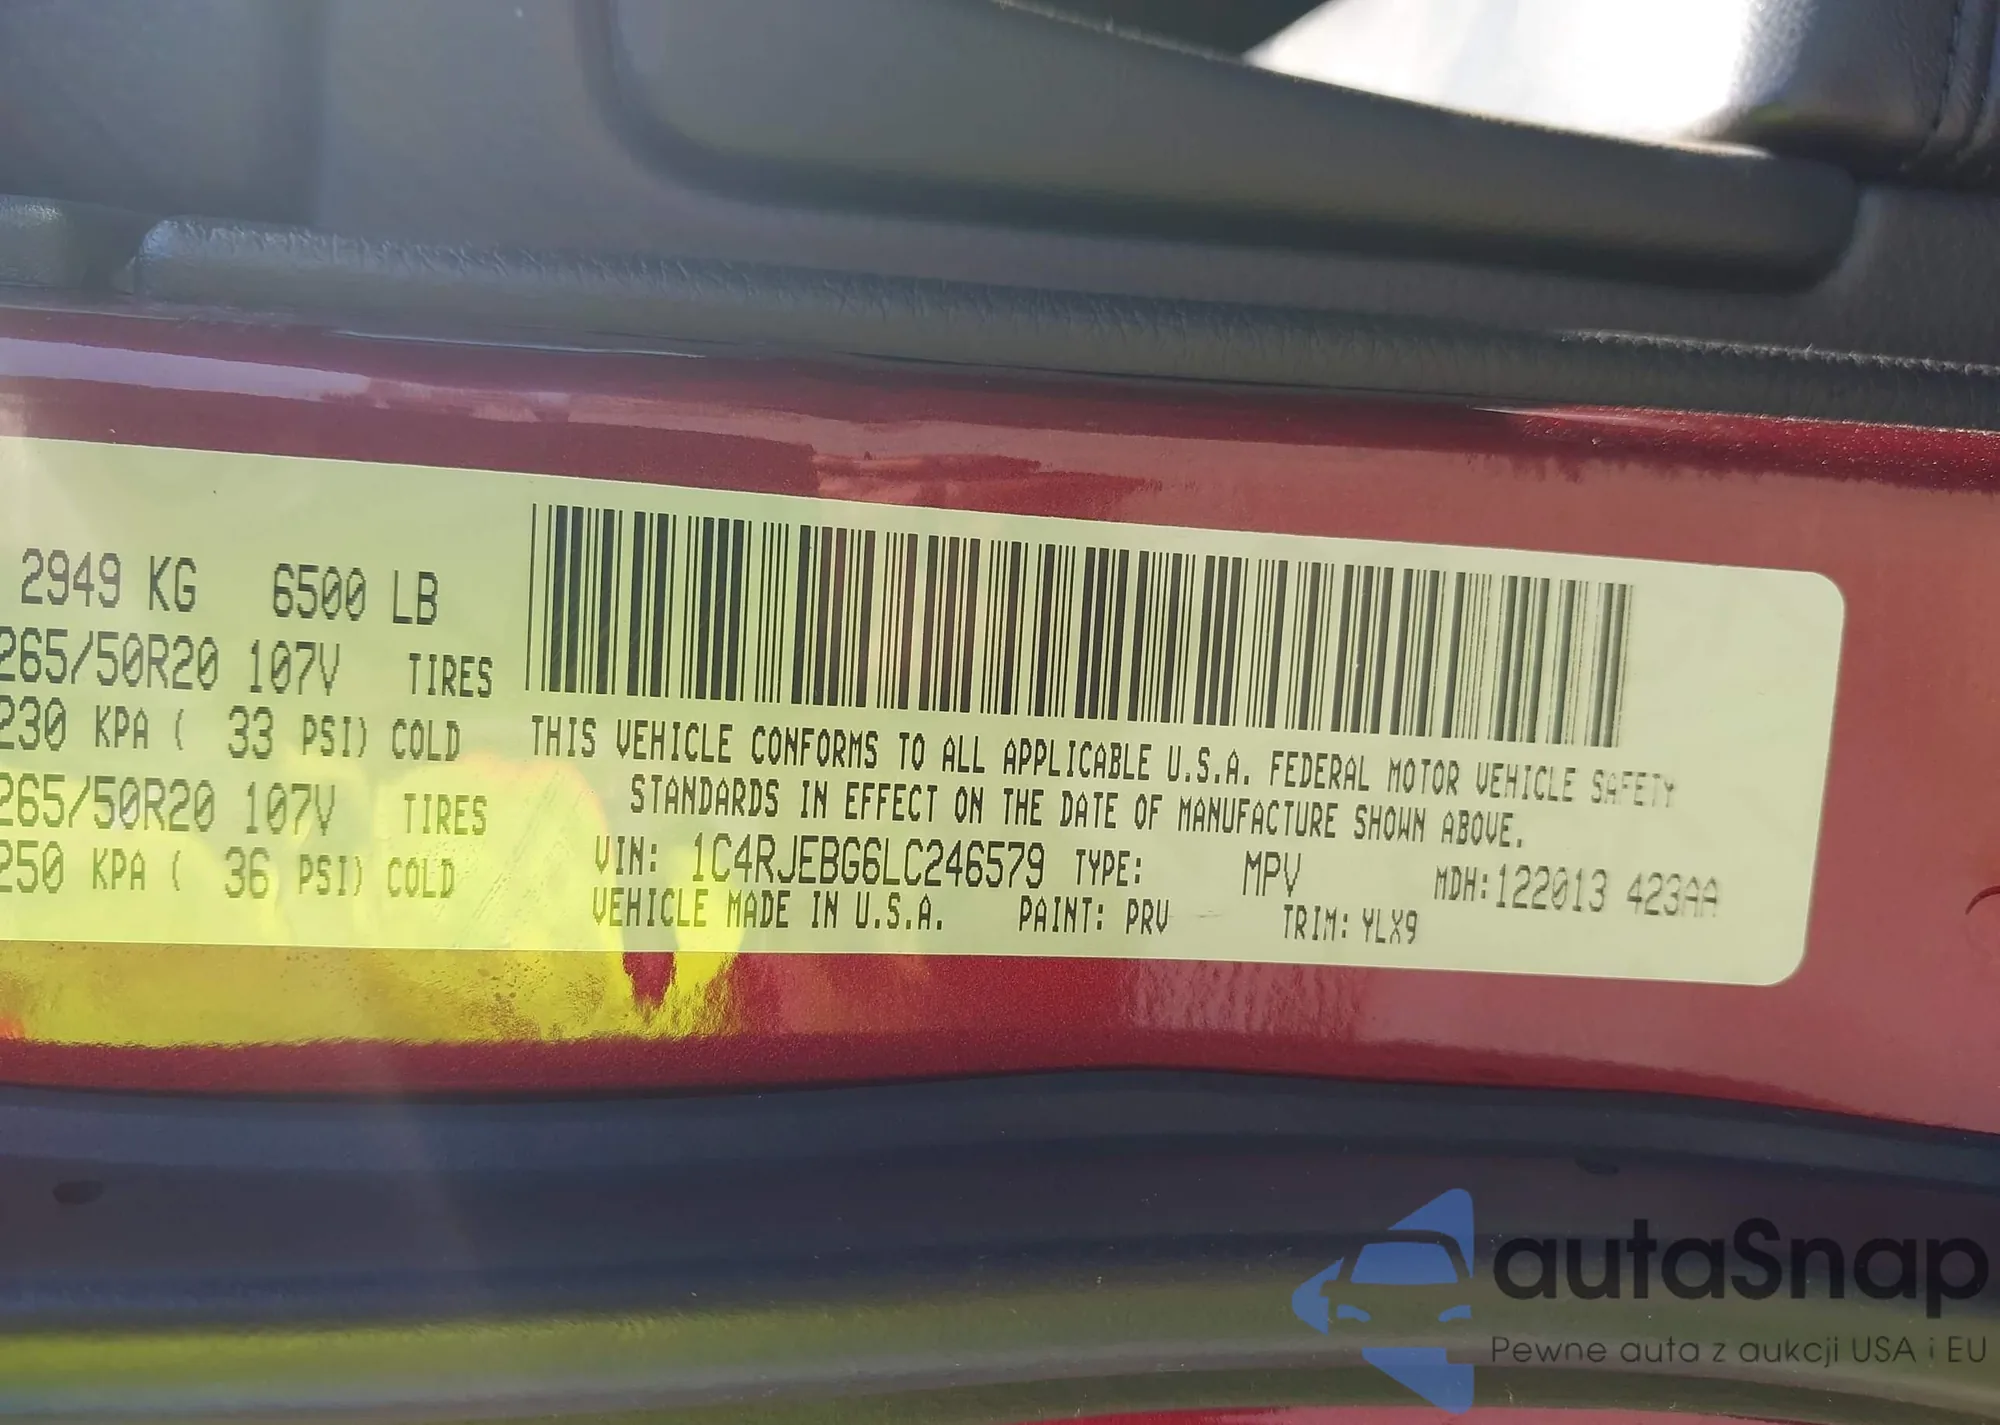 2949 KG 6500 LB
265/50R20 107V TIRES
230 KPA ( 33 PSI) COLD
265/50R20 107V TIRES
250 KPA ( 36 PSI) COLD
THIS VEHICLE CONFORMS TO ALL APPLICABLE U.S.A. FEDERAL MOTOR VEHICLE SAFETY
STANDARDS IN EFFECT ON THE DATE OF MANUFACTURE SHOWN ABOVE.
VIN: 1C4RJEBG6LC246579 TYPE: MPV MDH:122013 423AA
VEHICLE MADE IN U.S.A. PAINT: PRV TRIM: YLX9
autaSnap
Pewne auta z aukcji USA i EU